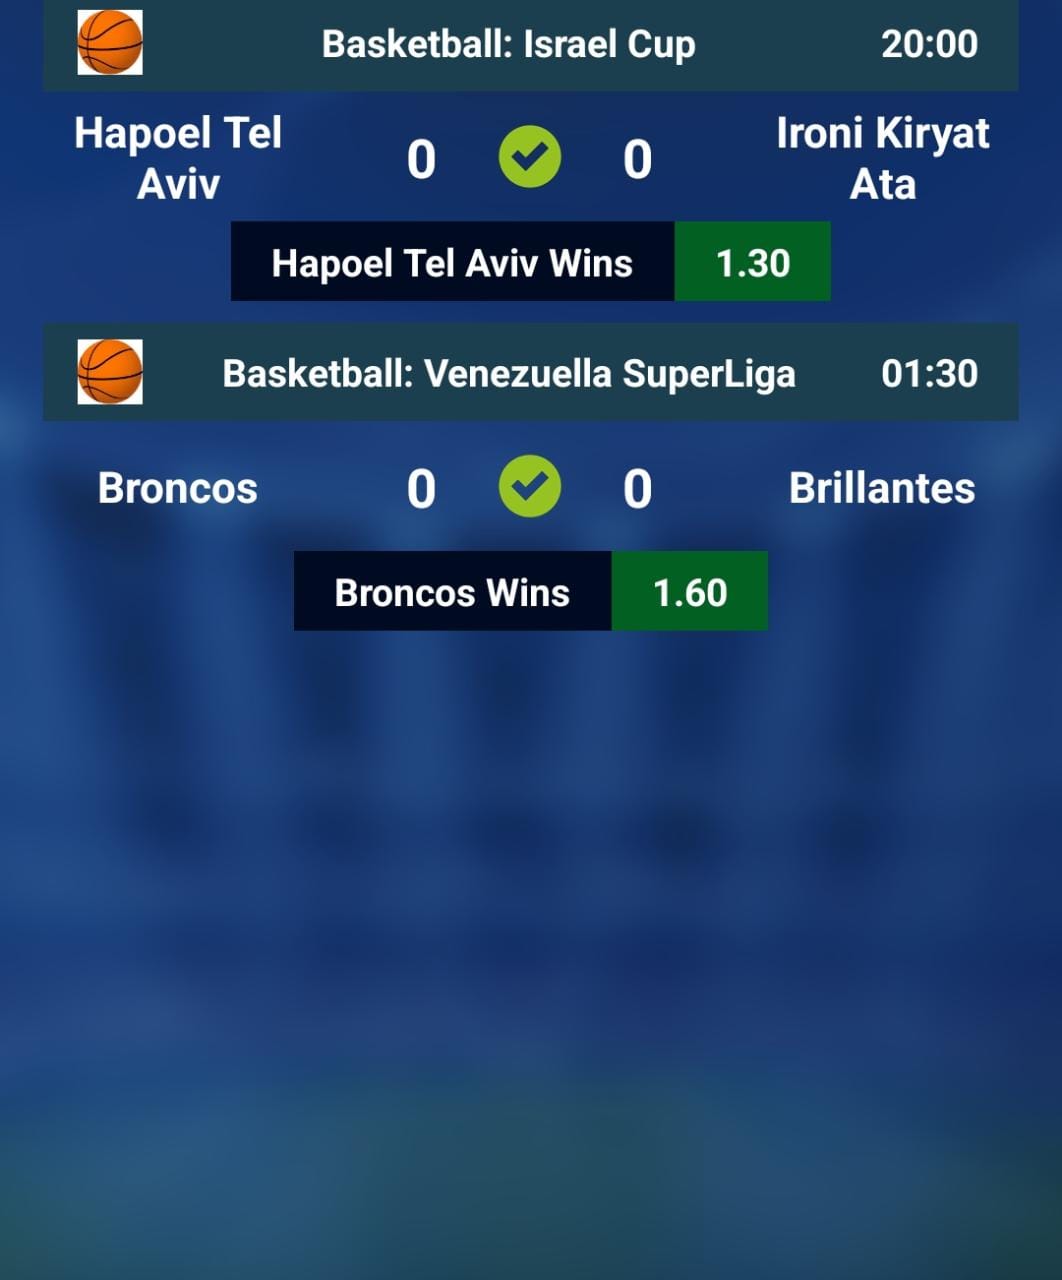 Basketball: Israel Cup 20:00
Hapoel Tel Aviv 0 0 Ironi Kiryat Ata
Hapoel Tel Aviv Wins 1.30
Basketball: Venezuella SuperLiga 01:30
Broncos 0 0 Brillantes
Broncos Wins 1.60